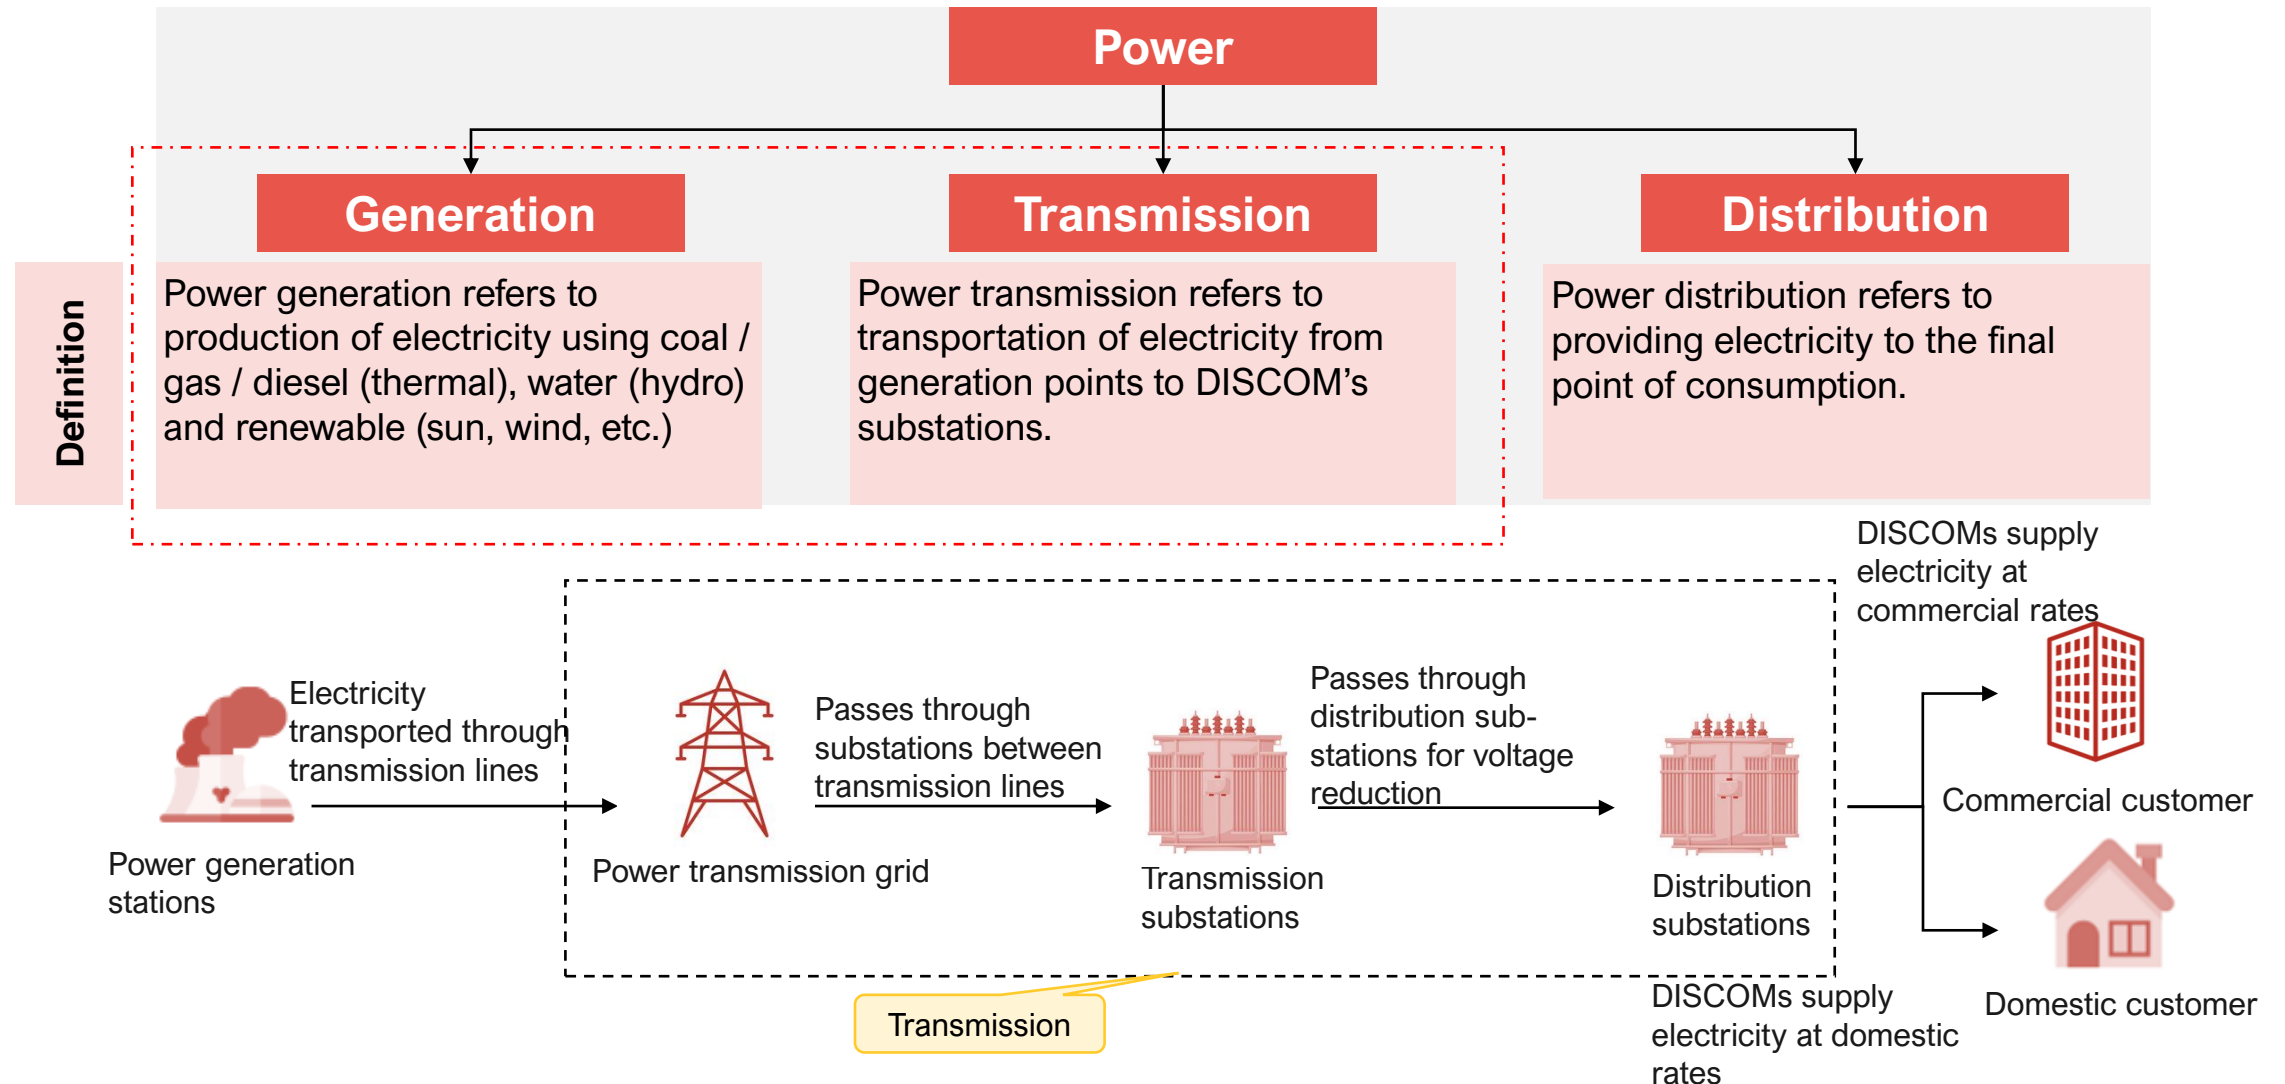 Power
Generation
Transmission
Distribution
Definition
Power generation refers to
production of electricity using coal /
gas / diesel (thermal), water (hydro)
and renewable (sun, wind, etc.)
Power transmission refers to
transportation of electricity from
generation points to DISCOM’s
substations.
Power distribution refers to
providing electricity to the final
point of consumption.
DISCOMs supply
electricity at
commercial rates
Electricity
transported through
transmission lines
Passes through
substations between
transmission lines
Passes through
distribution sub-
stations for voltage
reduction
Commercial customer
Power generation
stations
Power transmission grid
Transmission
substations
Distribution
substations
DISCOMs supply
electricity at domestic
rates
Domestic customer
Transmission